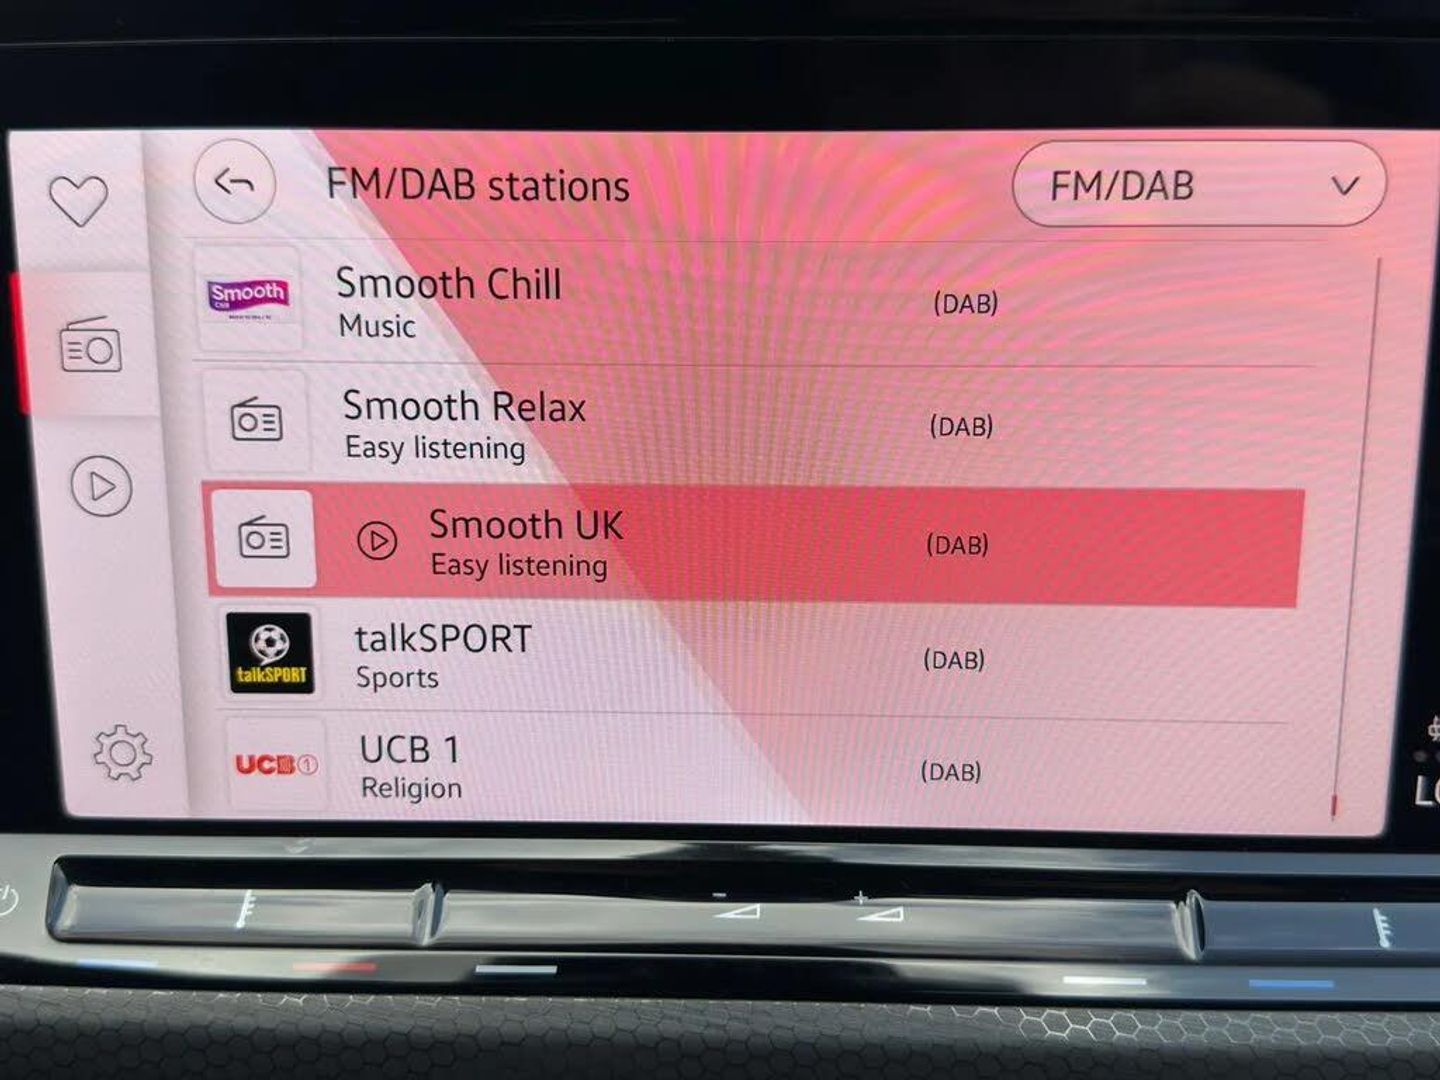 FM/DAB stations
FM/DAB
Smooth
Smooth Chill
Music
(DAB)
Smooth Relax
Easy listening
(DAB)
Smooth UK
Easy listening
(DAB)
talkSPORT
talkSPORT
Sports
(DAB)
UCB1
UCB 1
Religion
(DAB)
- +